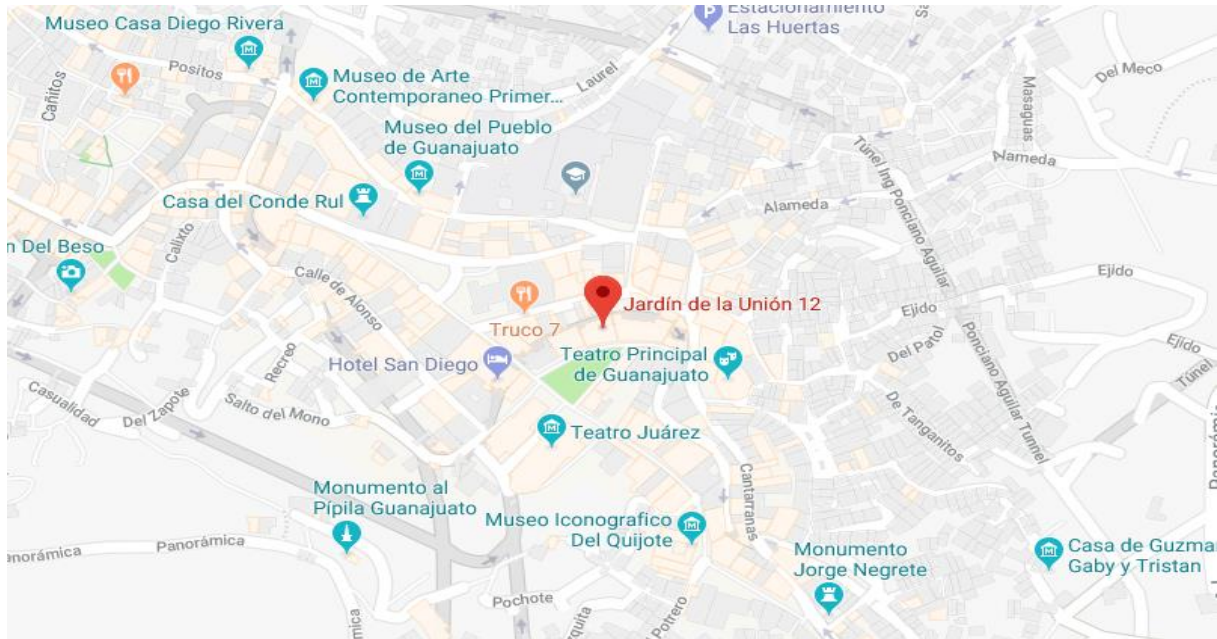 Estacionamiento
Las Huertas
Museo Casa Diego Rivera
Positos
Cañitos
Museo de Arte
Contemporaneo Primer...
Laurel
Del Meco
Masaguas
Museo del Pueblo
de Guanajuato
Túnel Ing Ponciano Aguilar
Alameda
Casa del Conde Rul
Alameda
n Del Beso
Calixto
Calle de Alonso
Ejido
Jardín de la Unión 12
Ejido
Truco 7
Hotel San Diego
Recreo
Teatro Principal
de Guanajuato
Del Patol
Ejido
Túnel
Ponciano Aguilar Tunnel
Casualidad
Del Zapote
Salto del Mono
De Tanganitos
Teatro Juárez
Panorámica
Cantarranas
Monumento al
Pípila Guanajuato
Museo Iconografico
Del Quijote
Panorámica
Panorámica
Monumento
Jorge Negrete
Casa de Guzma
Gaby y Tristan
Pochote
Potrero